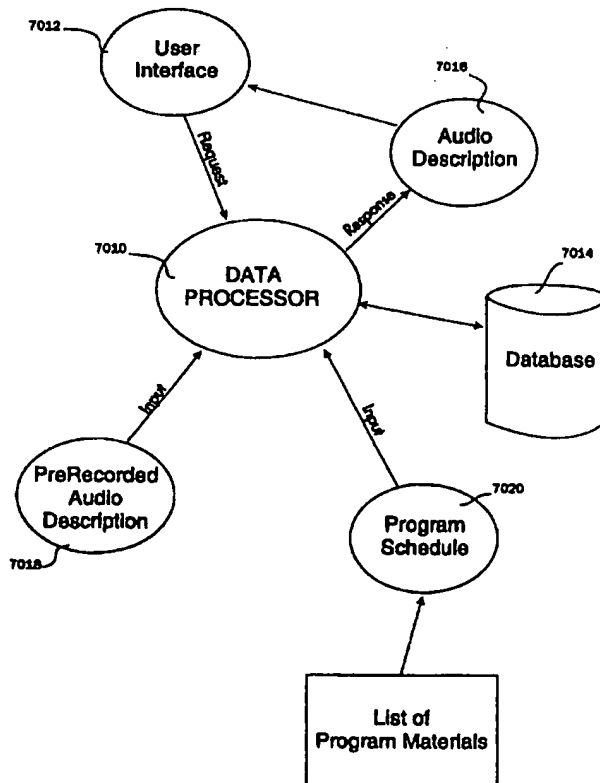 7012
User
Interface
7016
Audio
Description
Request
Response
7010
DATA
PROCESSOR
7014
Database
Input
Input
PreRecorded
Audio
Description
7018
7020
Program
Schedule
List of
Program Materials